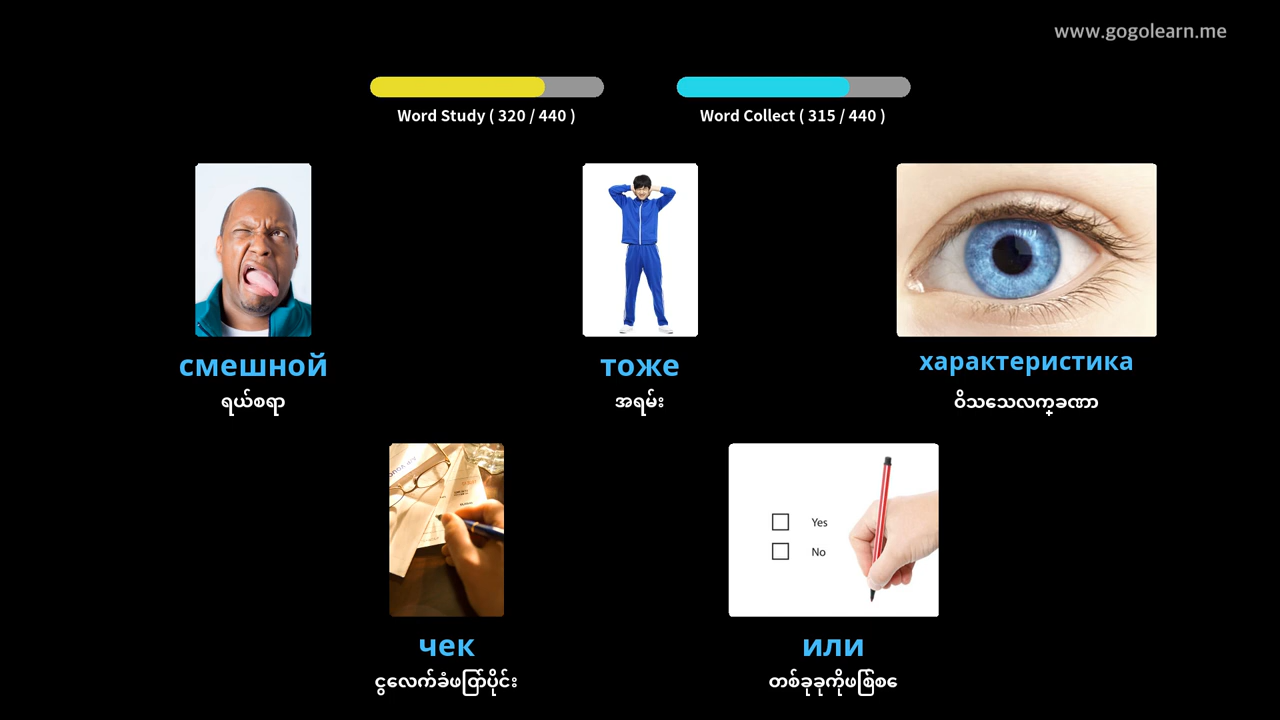 www.gogolearn.me
Word Study ( 320 / 440 )
Word Collect ( 315 / 440 )
смешной
ရယ်စရာ
тоже
အရမ်း
характеристика
ဝိသသေလက္ခဏာ
чек
ငွလေက်ခံဖတြ်ပိုင်း
Yes
No
или
တစ်ခုခုကိုဖစြ်စေ